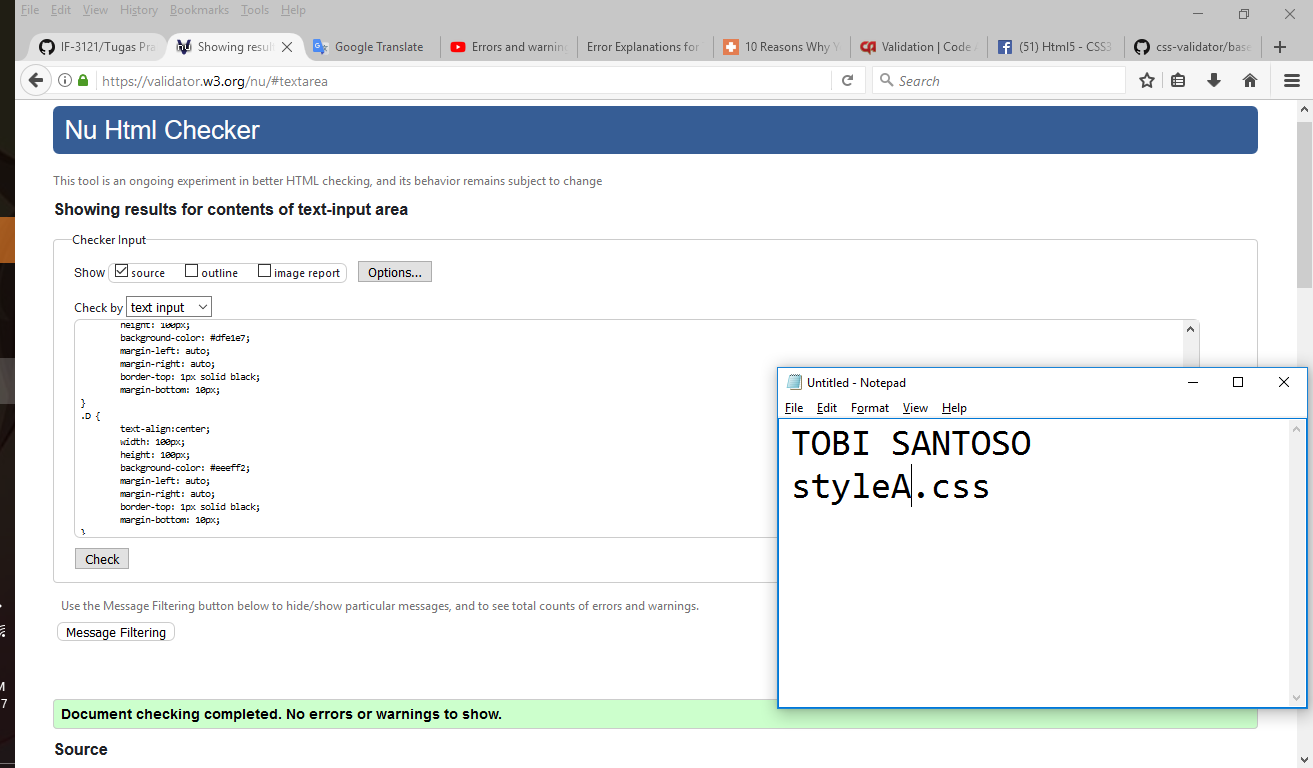 File Edit View History Bookmarks Tools Help
IF-3121/Tugas Pra
Showing result
Google Translate
Errors and warning
Error Explanations for
10 Reasons Why Y
Validation | Code
(51) Html5 - CSS3
css-validator/base
https://validator.w3.org/nu/#textarea
Search
Nu Html Checker
This tool is an ongoing experiment in better HTML checking, and its behavior remains subject to change
Showing results for contents of text-input area
Checker Input
Show source outline image report Options...
Check by text input
height: 100px;
background-color: #dfe1e7;
margin-left: auto;
margin-right: auto;
border-top: 1px solid black;
margin-bottom: 10px;
}
.D {
text-align:center;
width: 100px;
height: 100px;
background-color: #eeeff2;
margin-left: auto;
margin-right: auto;
border-top: 1px solid black;
margin-bottom: 10px;
}
Check
Use the Message Filtering button below to hide/show particular messages, and to see total counts of errors and warnings.
Message Filtering
Document checking completed. No errors or warnings to show.
Source
Untitled - Notepad
File Edit Format View Help
TOBI SANTOSO
styleA.css
M
7